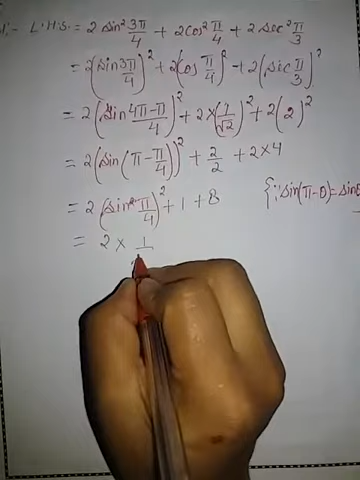 :- L.H.S. = 2 sin² 3π/4 + 2cos² π/4 + 2 sec² π/3
= 2(sin 3π/4)² + 2(cos π/4)² + 2(sec π/3)²
= 2(sin 4π-π/4)² + 2×(1/√2)² + 2(2)²
= 2(sin(π-π/4))² + 2/2 + 2×4
= 2(sin π/4)² + 1 + 8 {∵ sin(π-θ)=sinθ
= 2 × 1